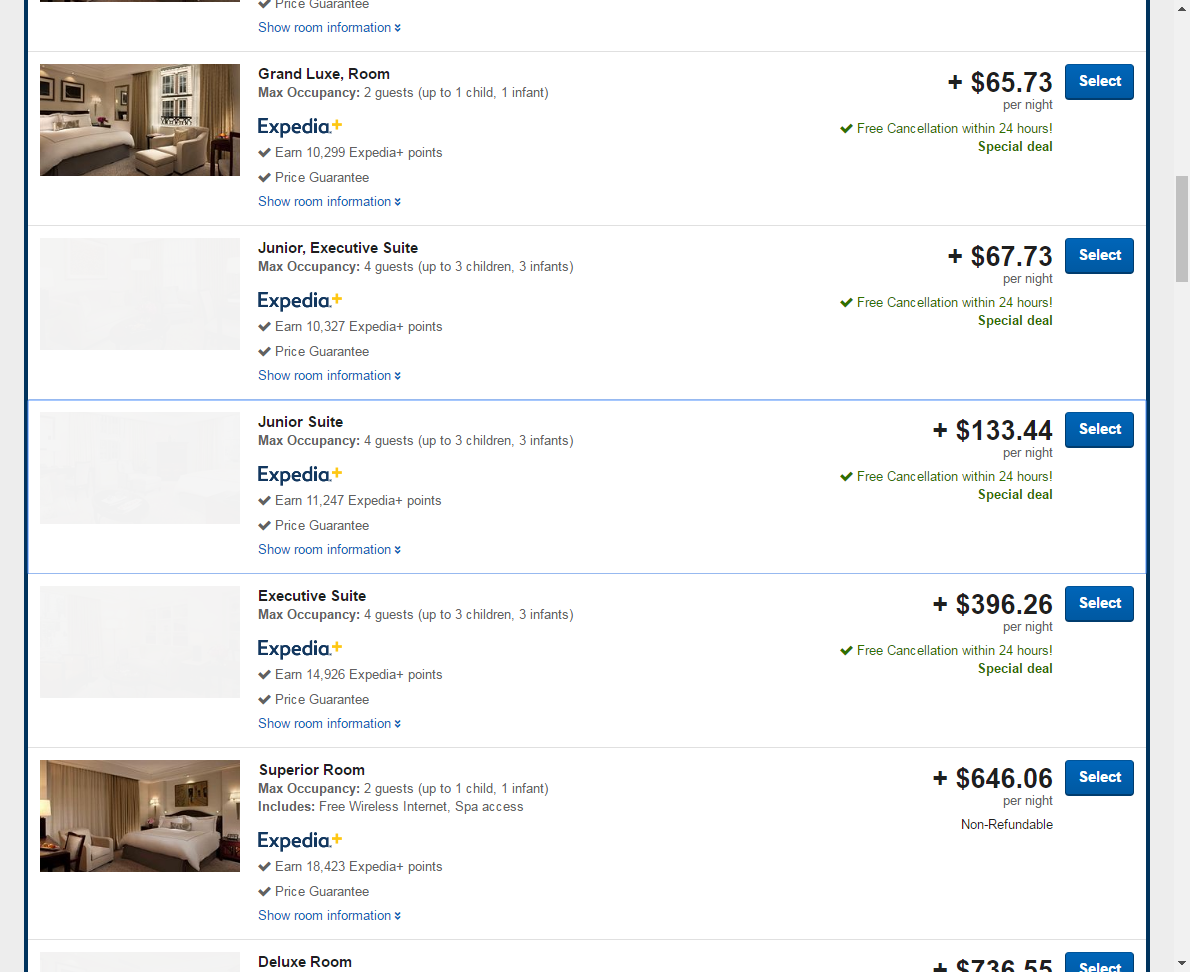 Price Guarantee
Show room information
Grand Luxe, Room
Max Occupancy: 2 guests (up to 1 child, 1 infant)
Expedia+
Earn 10,299 Expedia+ points
Price Guarantee
Show room information
+ $65.73
per night
Free Cancellation within 24 hours!
Special deal
Select
Junior, Executive Suite
Max Occupancy: 4 guests (up to 3 children, 3 infants)
Expedia+
Earn 10,327 Expedia+ points
Price Guarantee
Show room information
+ $67.73
per night
Free Cancellation within 24 hours!
Special deal
Select
Junior Suite
Max Occupancy: 4 guests (up to 3 children, 3 infants)
Expedia+
Earn 11,247 Expedia+ points
Price Guarantee
Show room information
+ $133.44
per night
Free Cancellation within 24 hours!
Special deal
Select
Executive Suite
Max Occupancy: 4 guests (up to 3 children, 3 infants)
Expedia+
Earn 14,926 Expedia+ points
Price Guarantee
Show room information
+ $396.26
per night
Free Cancellation within 24 hours!
Special deal
Select
Superior Room
Max Occupancy: 2 guests (up to 1 child, 1 infant)
Includes: Free Wireless Internet, Spa access
Expedia+
Earn 18,423 Expedia+ points
Price Guarantee
Show room information
+ $646.06
per night
Non-Refundable
Select
Deluxe Room
+ $736.55
Select